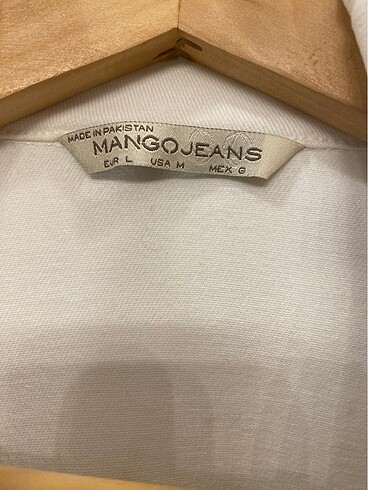 MADE IN PAKISTAN
MANGOJEANS
EUR L USA M MEX G